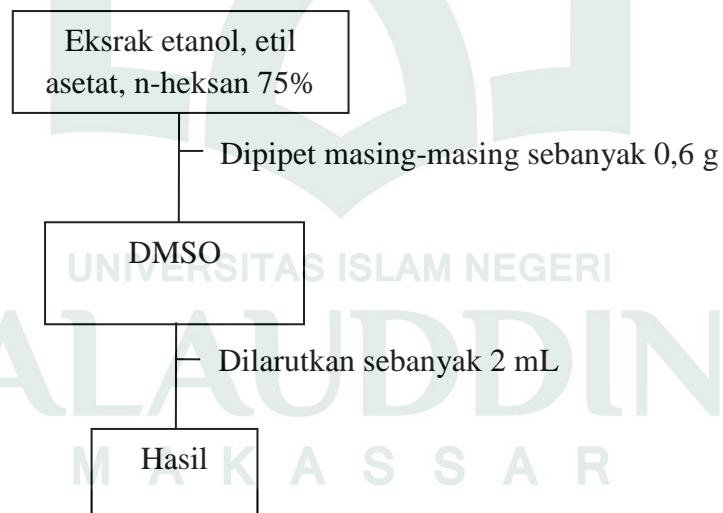 Eksrak etanol, etil
asetat, n-heksan 75%
Dipipet masing-masing sebanyak 0,6 g
DMSO
UNIVERSITAS ISLAM NEGERI
Dilarutkan sebanyak 2 mL
ALAUDDIN
Hasil
MAKASSAR